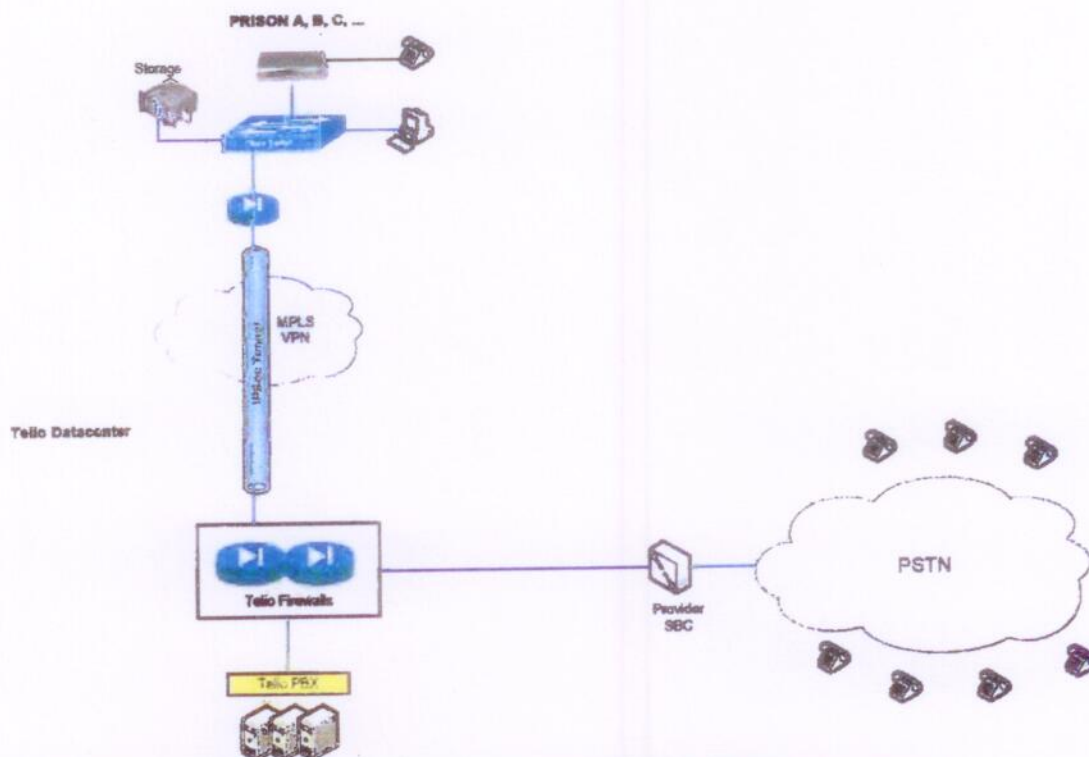 PRISON A, B, C, ...
Storage
MPLS
VPN
IPSec Tunnel
Telio Datacenter
PSTN
Telio Firewalls
Provider
SBC
Telio PBX